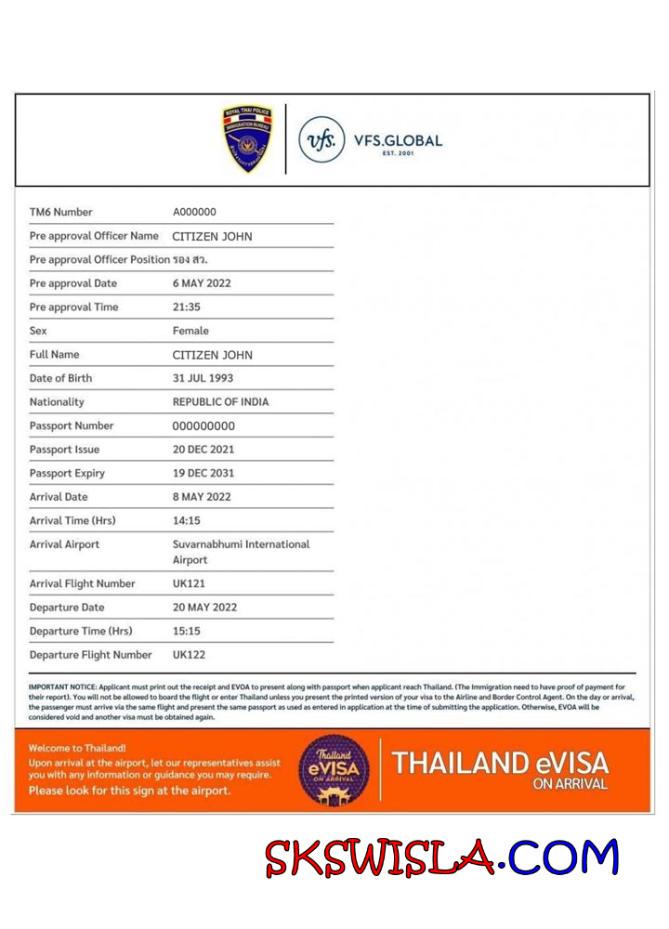 ROYAL THAI POLICE
IMMIGRATION BUREAU
vfs.
VFS.GLOBAL
EST. 2001
TM6 Number A000000
Pre approval Officer Name CITIZEN JOHN
Pre approval Officer Position รอง สว.
Pre approval Date 6 MAY 2022
Pre approval Time 21:35
Sex Female
Full Name CITIZEN JOHN
Date of Birth 31 JUL 1993
Nationality REPUBLIC OF INDIA
Passport Number 000000000
Passport Issue 20 DEC 2021
Passport Expiry 19 DEC 2031
Arrival Date 8 MAY 2022
Arrival Time (Hrs) 14:15
Arrival Airport Suvarnabhumi International
Airport
Arrival Flight Number UK121
Departure Date 20 MAY 2022
Departure Time (Hrs) 15:15
Departure Flight Number UK122
IMPORTANT NOTICE: Applicant must print out the receipt and EVOA to present along with passport when applicant reach Thailand. (The Immigration need to have proof of payment for
their report). You will not be allowed to board the flight or enter Thailand unless you present the printed version of your visa to the Airline and Border Control Agent. On the day or arrival,
the passenger must arrive via the same flight and present the same passport as used as entered in application at the time of submitting the application. Otherwise, EVOA will be
considered void and another visa must be obtained again.
Welcome to Thailand!
Upon arrival at the airport, let our representatives assist
you with any information or guidance you may require.
Please look for this sign at the airport.
Thailand
eVISA
ON ARRIVAL
THAILAND eVISA
ON ARRIVAL
SKSWISLA.COM